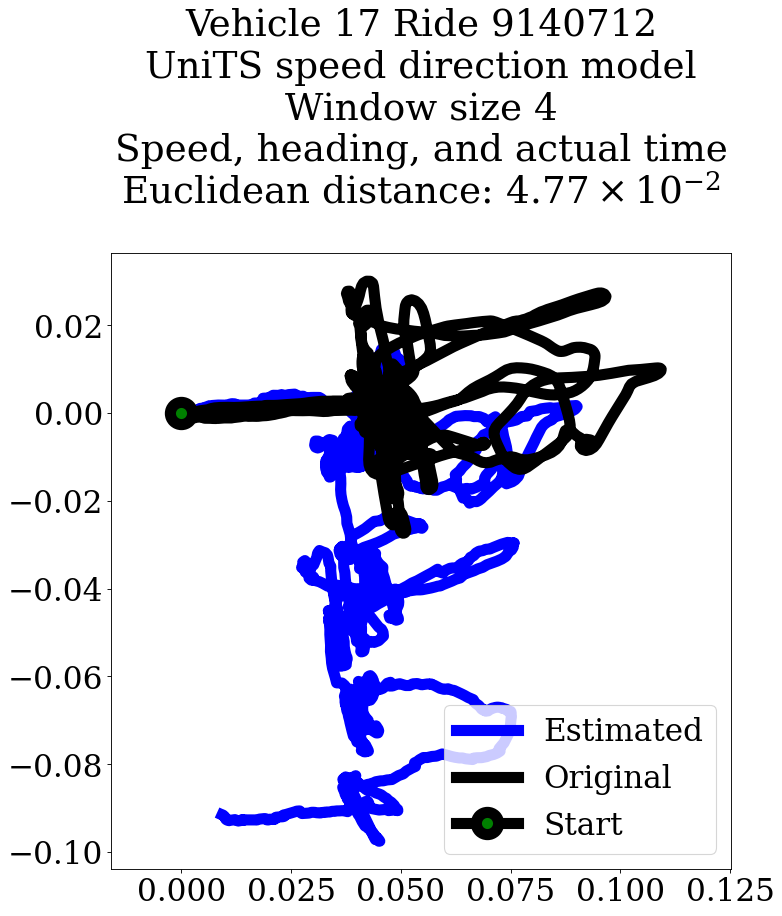 Vehicle 17 Ride 9140712
UniTS speed direction model
Window size 4
Speed, heading, and actual time
Euclidean distance: 4.77 × 10⁻²
0.02
0.00
−0.02
−0.04
−0.06
−0.08
−0.10
Estimated
Original
Start
0.000 0.025 0.050 0.075 0.100 0.125